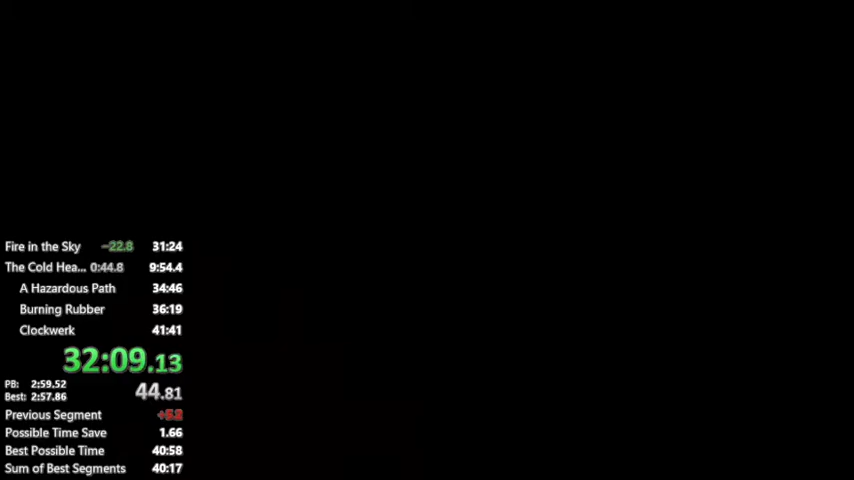 Fire in the Sky -22.8 31:24
The Cold Hea... 0:44.8 9:54.4
A Hazardous Path 34:46
Burning Rubber 36:19
Clockwerk 41:41
32:09.13
PB: 2:59.52
Best: 2:57.86
44.81
Previous Segment +5.2
Possible Time Save 1.66
Best Possible Time 40:58
Sum of Best Segments 40:17